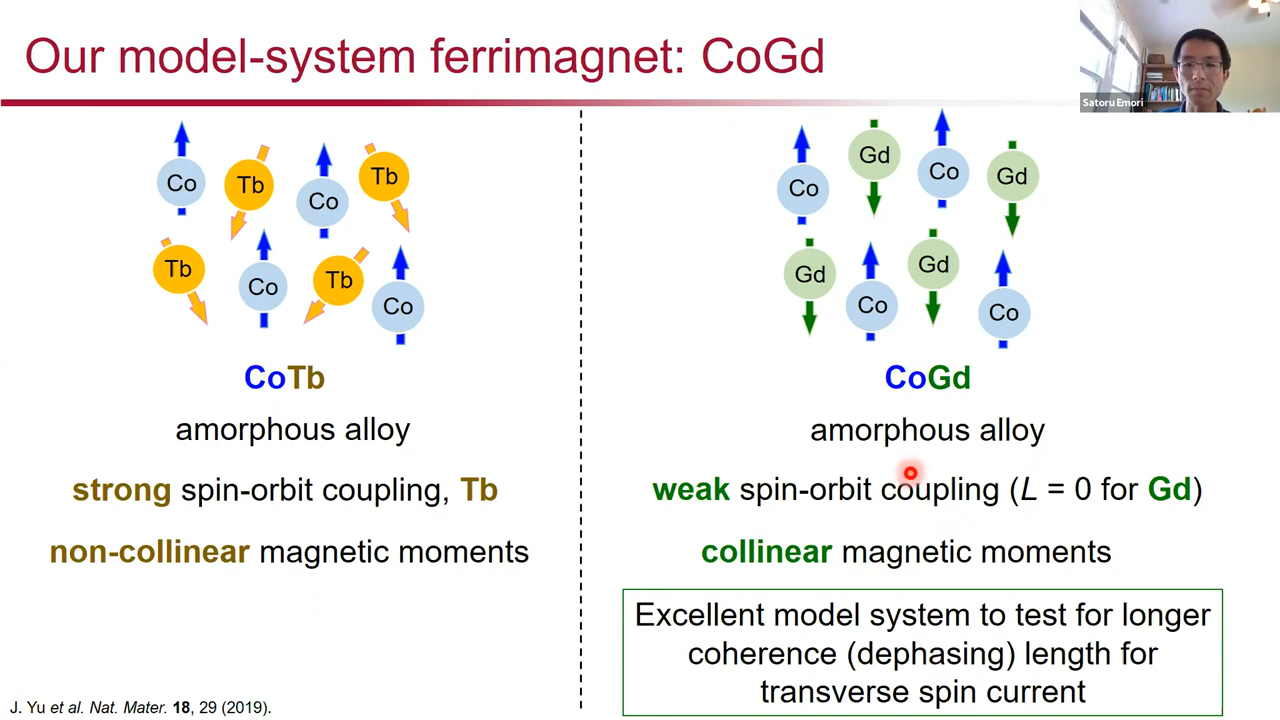 Our model-system ferrimagnet: CoGd
Satoru Emori
Co Tb Co Tb
Tb Co Tb Co
CoTb
amorphous alloy
strong spin-orbit coupling, Tb
non-collinear magnetic moments
J. Yu et al. Nat. Mater. 18, 29 (2019).
Co Gd Co Gd
Gd Co Gd Co
CoGd
amorphous alloy
weak spin-orbit coupling (L = 0 for Gd)
collinear magnetic moments
Excellent model system to test for longer
coherence (dephasing) length for
transverse spin current